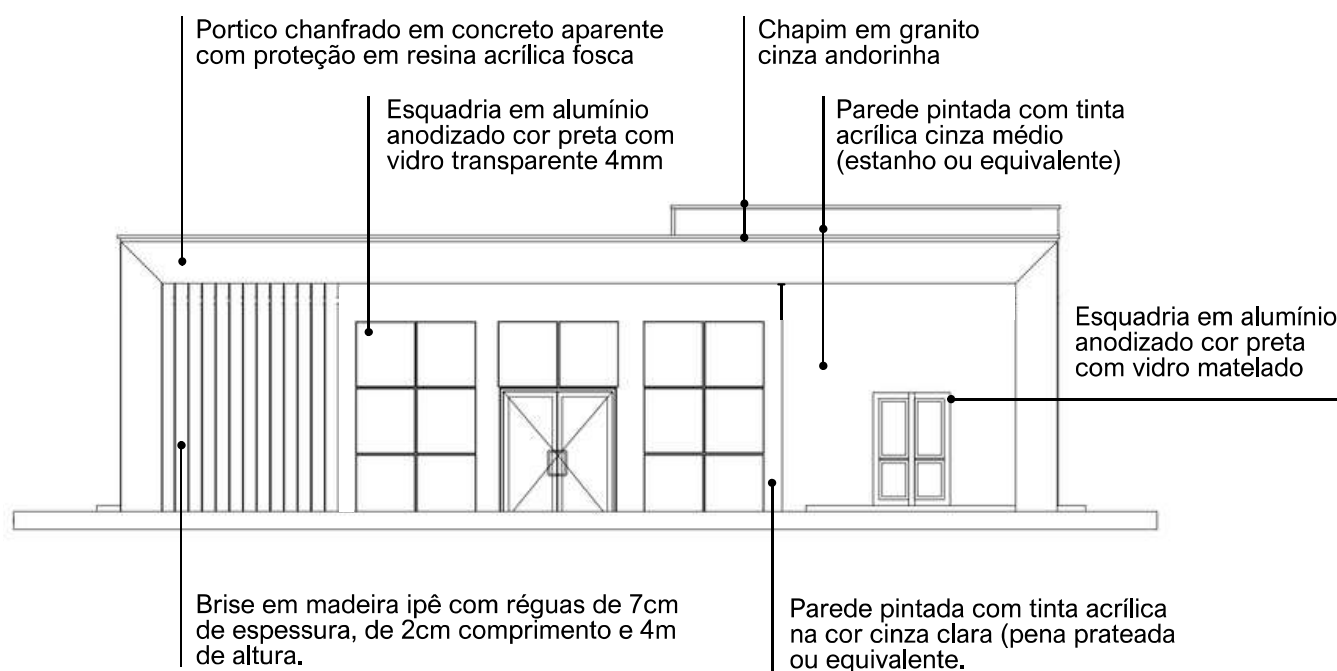 Portico chanfrado em concreto aparente
com proteção em resina acrílica fosca
Chapim em granito
cinza andorinha
Esquadria em alumínio
anodizado cor preta com
vidro transparente 4mm
Parede pintada com tinta
acrílica cinza médio
(estanho ou equivalente)
Esquadria em alumínio
anodizado cor preta
com vidro matelado
Brise em madeira ipê com réguas de 7cm
de espessura, de 2cm comprimento e 4m
de altura.
Parede pintada com tinta acrílica
na cor cinza clara (pena prateada
ou equivalente.